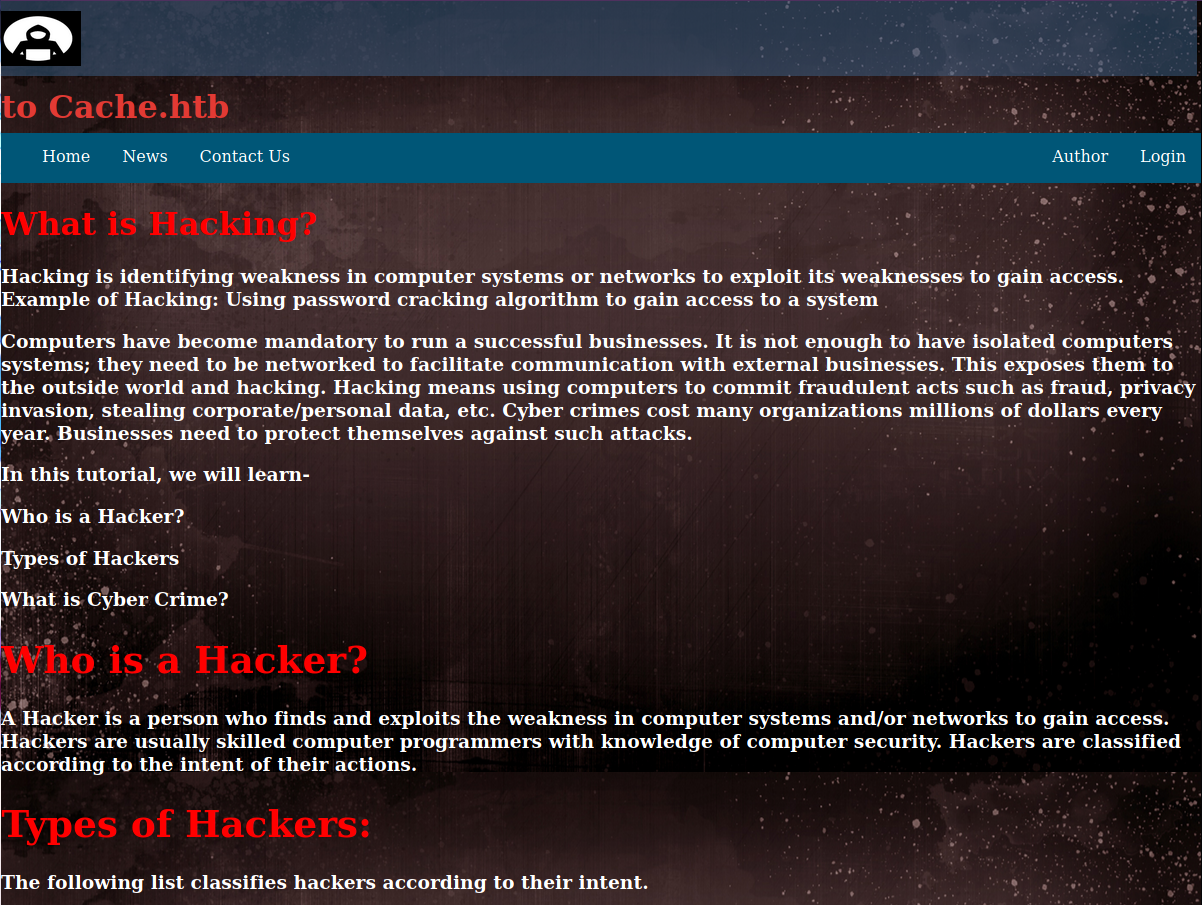 to Cache.htb
Home News Contact Us Author Login
What is Hacking?
Hacking is identifying weakness in computer systems or networks to exploit its weaknesses to gain access.
Example of Hacking: Using password cracking algorithm to gain access to a system
Computers have become mandatory to run a successful businesses. It is not enough to have isolated computers
systems; they need to be networked to facilitate communication with external businesses. This exposes them to
the outside world and hacking. Hacking means using computers to commit fraudulent acts such as fraud, privacy
invasion, stealing corporate/personal data, etc. Cyber crimes cost many organizations millions of dollars every
year. Businesses need to protect themselves against such attacks.
In this tutorial, we will learn-
Who is a Hacker?
Types of Hackers
What is Cyber Crime?
Who is a Hacker?
A Hacker is a person who finds and exploits the weakness in computer systems and/or networks to gain access.
Hackers are usually skilled computer programmers with knowledge of computer security. Hackers are classified
according to the intent of their actions.
Types of Hackers:
The following list classifies hackers according to their intent.